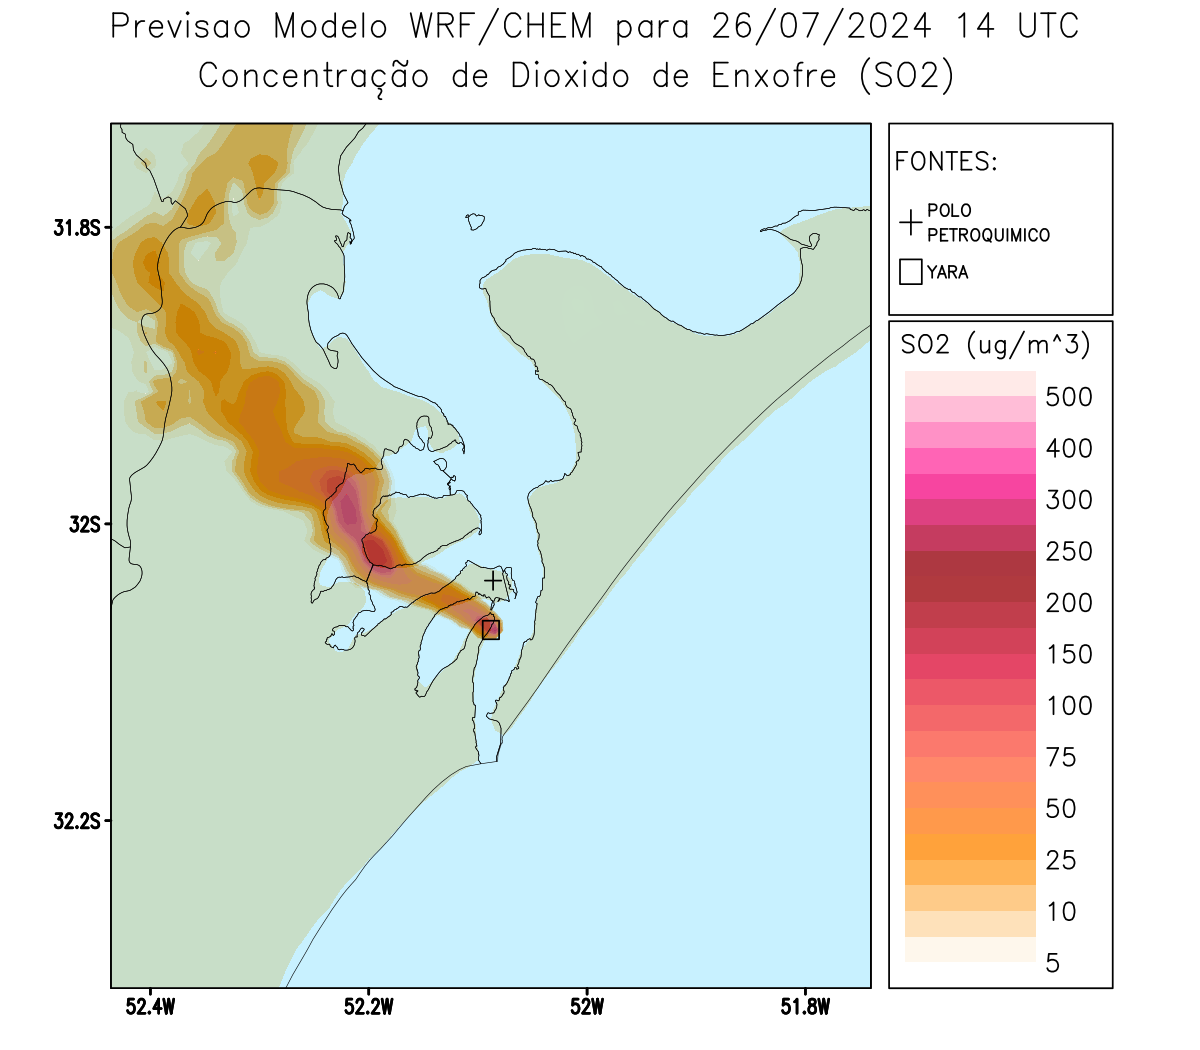 Previsao Modelo WRF/CHEM para 26/07/2024 14 UTC
Concentração de Dioxido de Enxofre (SO2)
FONTES:
POLO
PETROQUIMICO
YARA
SO2 (ug/m^3)
500
400
300
250
200
150
100
75
50
25
10
5
31.8S
32S
32.2S
52.4W
52.2W
52W
51.8W